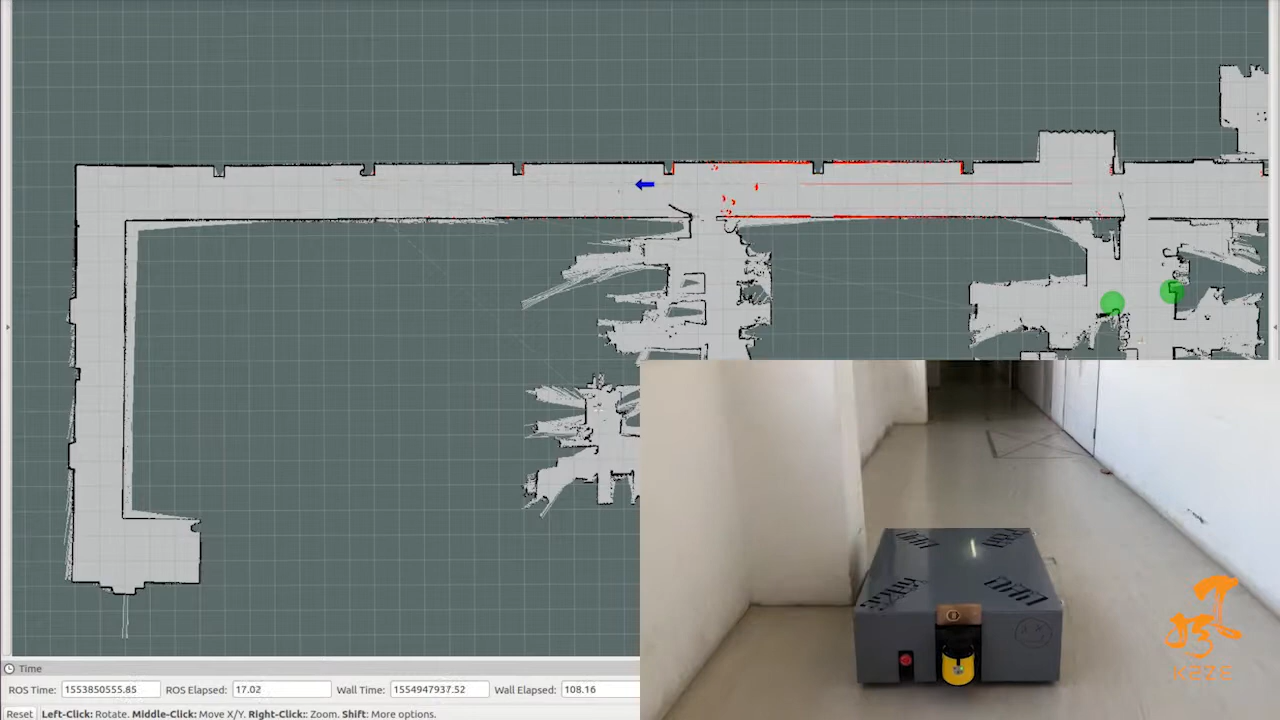 Time
ROS Time: 1553850555.85 ROS Elapsed: 17.02 Wall Time: 1554947937.52 Wall Elapsed: 108.16
Reset Left-Click: Rotate. Middle-Click: Move X/Y. Right-Click:: Zoom. Shift: More options.